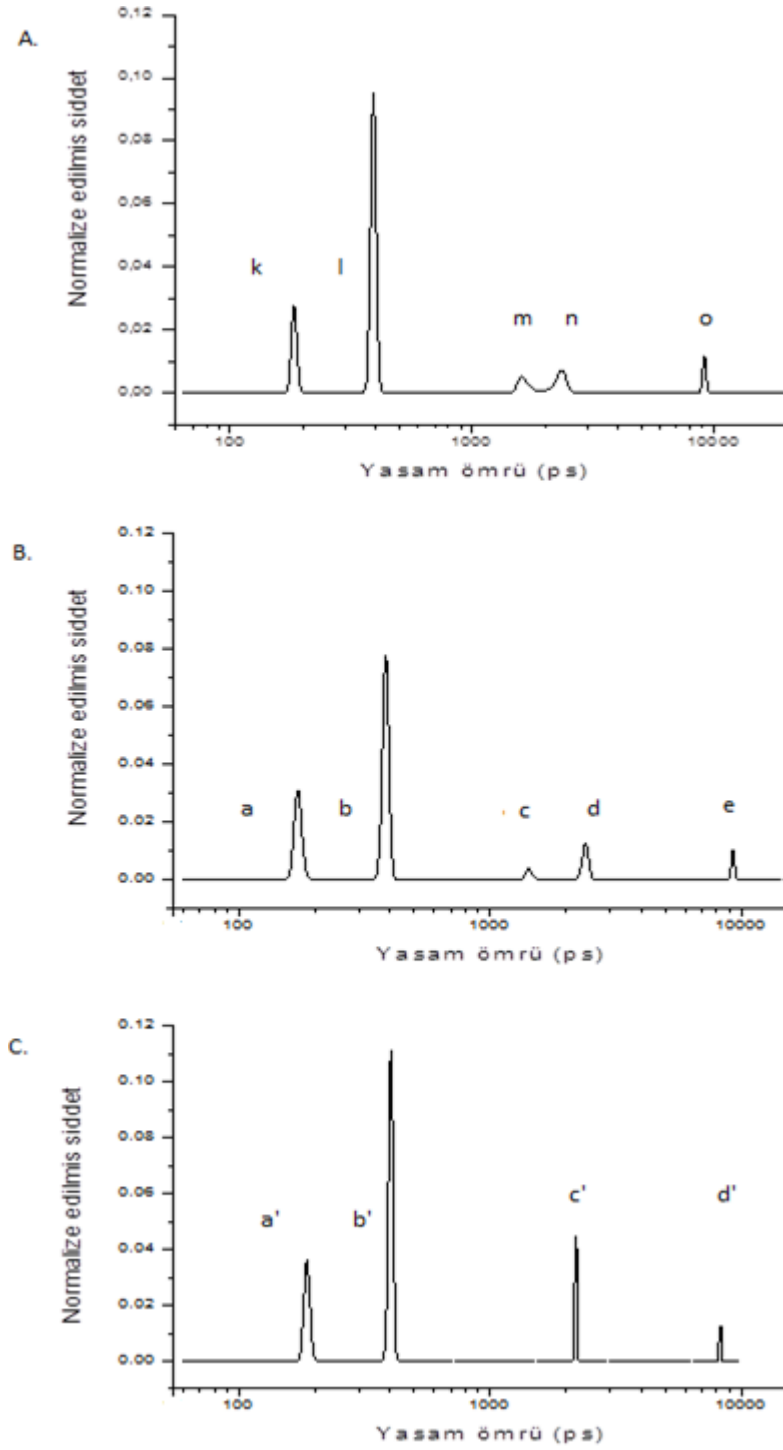 A.
Normalize edilmis siddet
0,12
0,10
0,08
0,06
0,04
0,02
0,00
k
l
m
n
o
100
1000
10000
Yasam ömrü (ps)
B.
Normalize edilmis siddet
0.12
0.10
0.08
0.06
0.04
0.02
0.00
a
b
c
d
e
100
1000
10000
Yasam ömrü (ps)
C.
Normalize edilmis siddet
0.12
0.10
0.08
0.06
0.04
0.02
0.00
a'
b'
c'
d'
100
1000
10000
Yasam ömrü (ps)